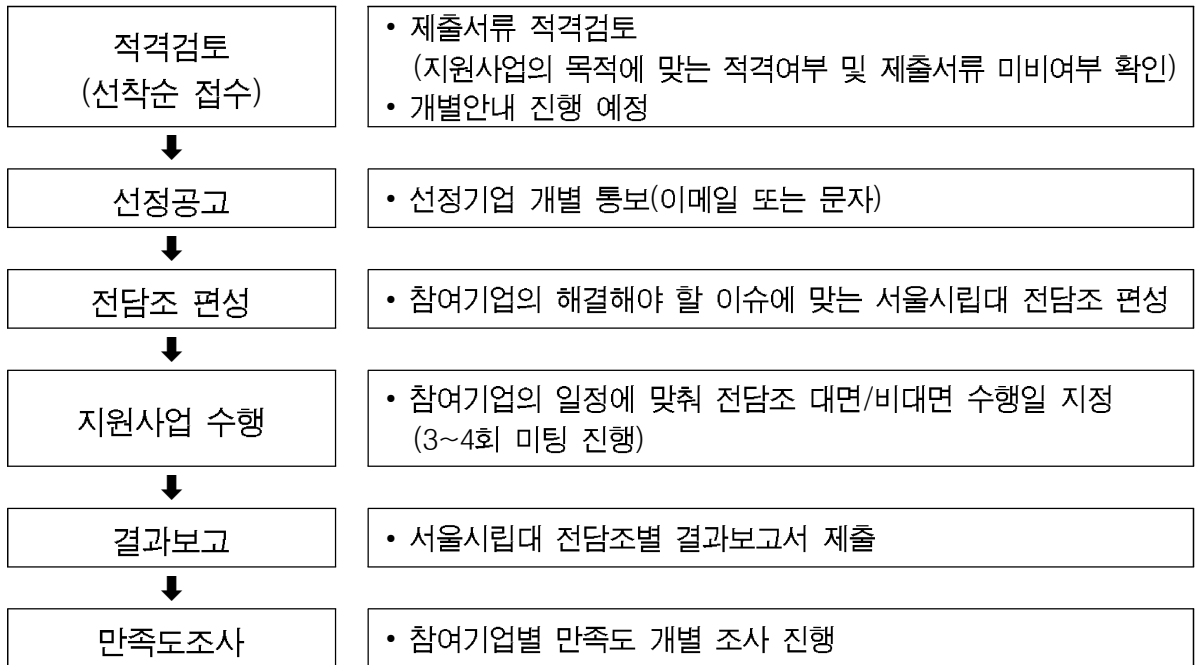 적격검토
(선착순 접수)
• 제출서류 적격검토
(지원사업의 목적에 맞는 적격여부 및 제출서류 미비여부 확인)
• 개별안내 진행 예정
선정공고
• 선정기업 개별 통보(이메일 또는 문자)
전담조 편성
• 참여기업의 해결해야 할 이슈에 맞는 서울시립대 전담조 편성
지원사업 수행
• 참여기업의 일정에 맞춰 전담조 대면/비대면 수행일 지정
(3~4회 미팅 진행)
결과보고
• 서울시립대 전담조별 결과보고서 제출
만족도조사
• 참여기업별 만족도 개별 조사 진행